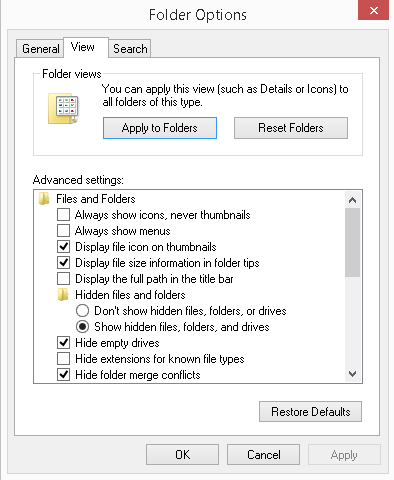 Folder Options
General
View
Search
Folder views
You can apply this view (such as Details or Icons) to
all folders of this type.
Apply to Folders
Reset Folders
Advanced settings:
Files and Folders
Always show icons, never thumbnails
Always show menus
Display file icon on thumbnails
Display file size information in folder tips
Display the full path in the title bar
Hidden files and folders
Don't show hidden files, folders, or drives
Show hidden files, folders, and drives
Hide empty drives
Hide extensions for known file types
Hide folder merge conflicts
Restore Defaults
OK
Cancel
Apply